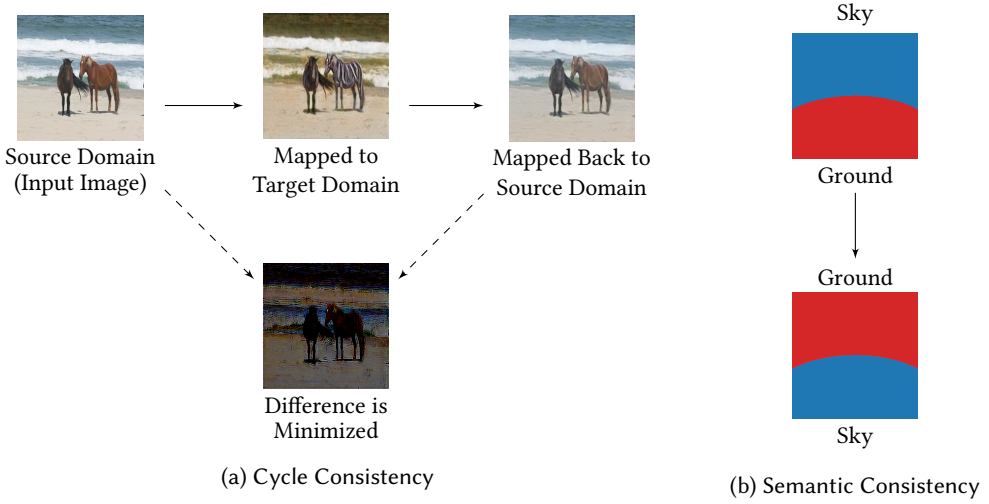 Source Domain
(Input Image)
Mapped to
Target Domain
Mapped Back to
Source Domain
Difference is
Minimized
(a) Cycle Consistency
Sky
Ground
Ground
Sky
(b) Semantic Consistency